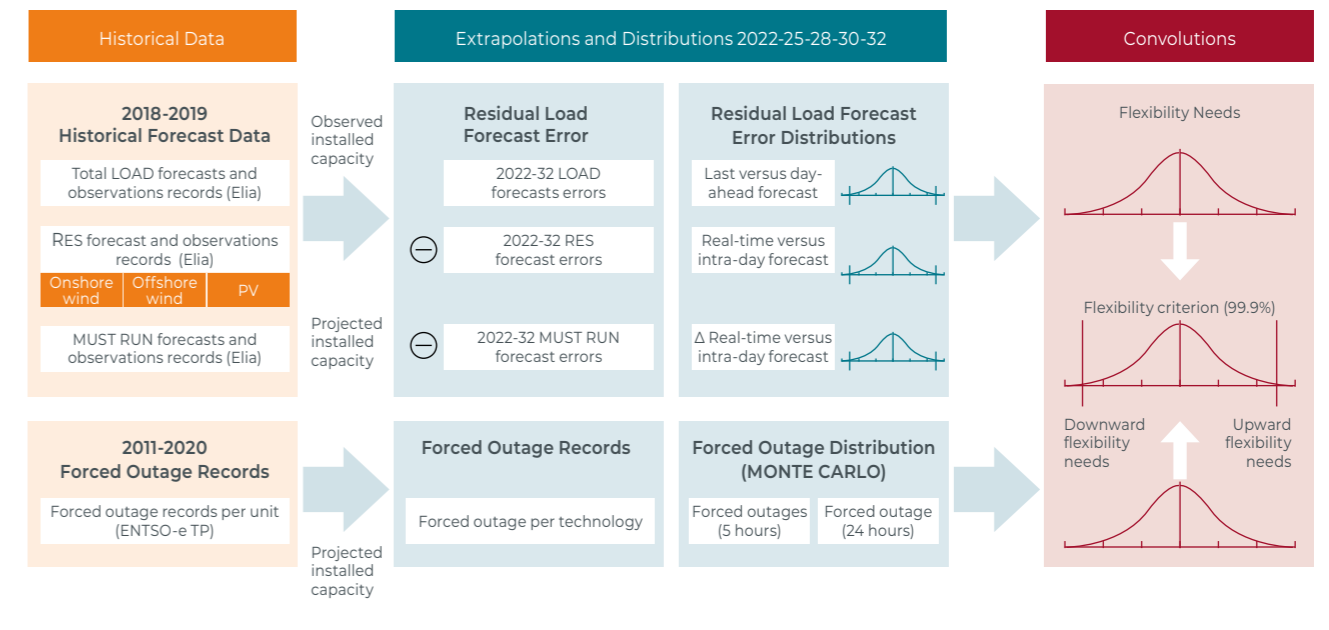 Historical Data
Extrapolations and Distributions 2022-25-28-30-32
Convolutions
2018-2019
Historical Forecast Data
Total LOAD forecasts and
observations records (Elia)
RES forecast and observations
records (Elia)
Onshore
wind
Offshore
wind
PV
MUST RUN forecasts and
observations records (Elia)
Observed
installed
capacity
Projected
installed
capacity
Residual Load
Forecast Error
2022-32 LOAD
forecasts errors
2022-32 RES
forecast errors
2022-32 MUST RUN
forecast errors
Residual Load Forecast
Error Distributions
Last versus day-
ahead forecast
Real-time versus
intra-day forecast
Δ Real-time versus
intra-day forecast
Flexibility Needs
Flexibility criterion (99.9%)
Downward
flexibility
needs
Upward
flexibility
needs
2011-2020
Forced Outage Records
Forced outage records per unit
(ENTSO-e TP)
Projected
installed
capacity
Forced Outage Records
Forced outage per technology
Forced Outage Distribution
(MONTE CARLO)
Forced outages
(5 hours)
Forced outage
(24 hours)